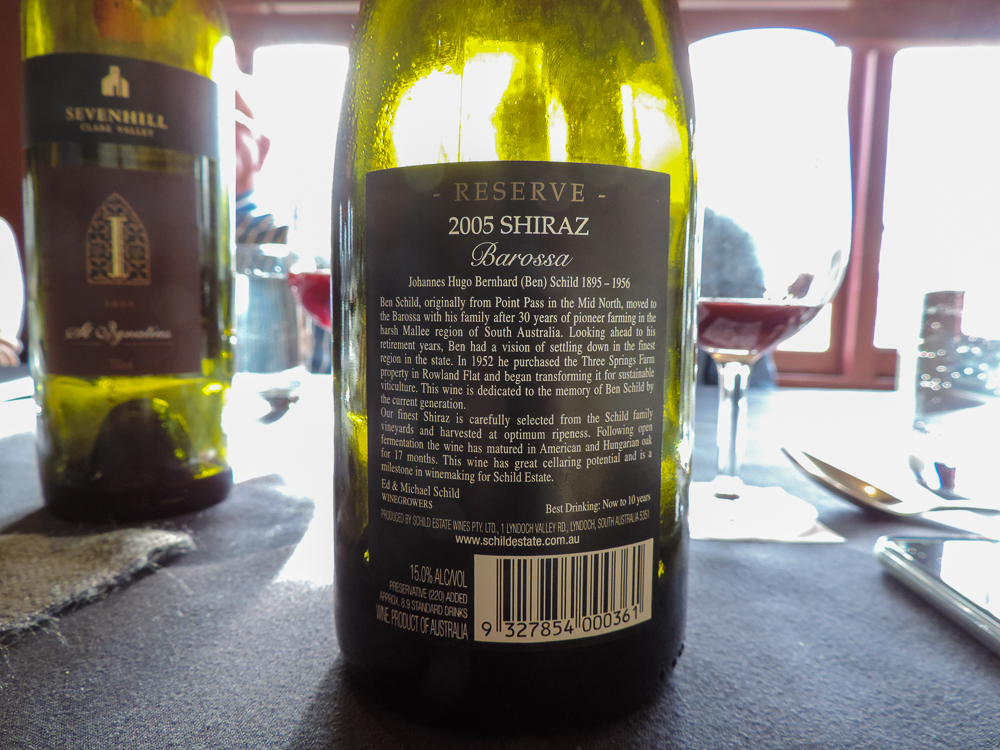 SEVENHILL
CLARE VALLEY
I
St Ignatius
- RESERVE -
2005 SHIRAZ
Barossa
Johannes Hugo Bernhard (Ben) Schild 1895 – 1956
Ben Schild, originally from Point Pass in the Mid North, moved to
the Barossa with his family after 30 years of pioneer farming in the
harsh Mallee region of South Australia. Looking ahead to his
retirement years, Ben had a vision of settling down in the finest
region in the state. In 1952 he purchased the Three Springs Farm
property in Rowland Flat and began transforming it for sustainable
viticulture. This wine is dedicated to the memory of Ben Schild by
the current generation.
Our finest Shiraz is carefully selected from the Schild family
vineyards and harvested at optimum ripeness. Following open
fermentation the wine has matured in American and Hungarian oak
for 17 months. This wine has great cellaring potential and is a
milestone in winemaking for Schild Estate.
Ed & Michael Schild
WINEGROWERS
Best Drinking: Now to 10 years
PRODUCED BY SCHILD ESTATE WINES PTY. LTD., 1 LYNDOCH VALLEY RD., LYNDOCH, SOUTH AUSTRALIA 5351
www.schildestate.com.au
15.0% ALC/VOL
PRESERVATIVE (220) ADDED
APPROX. 8.9 STANDARD DRINKS
WINE PRODUCT OF AUSTRALIA
9 327854 000361